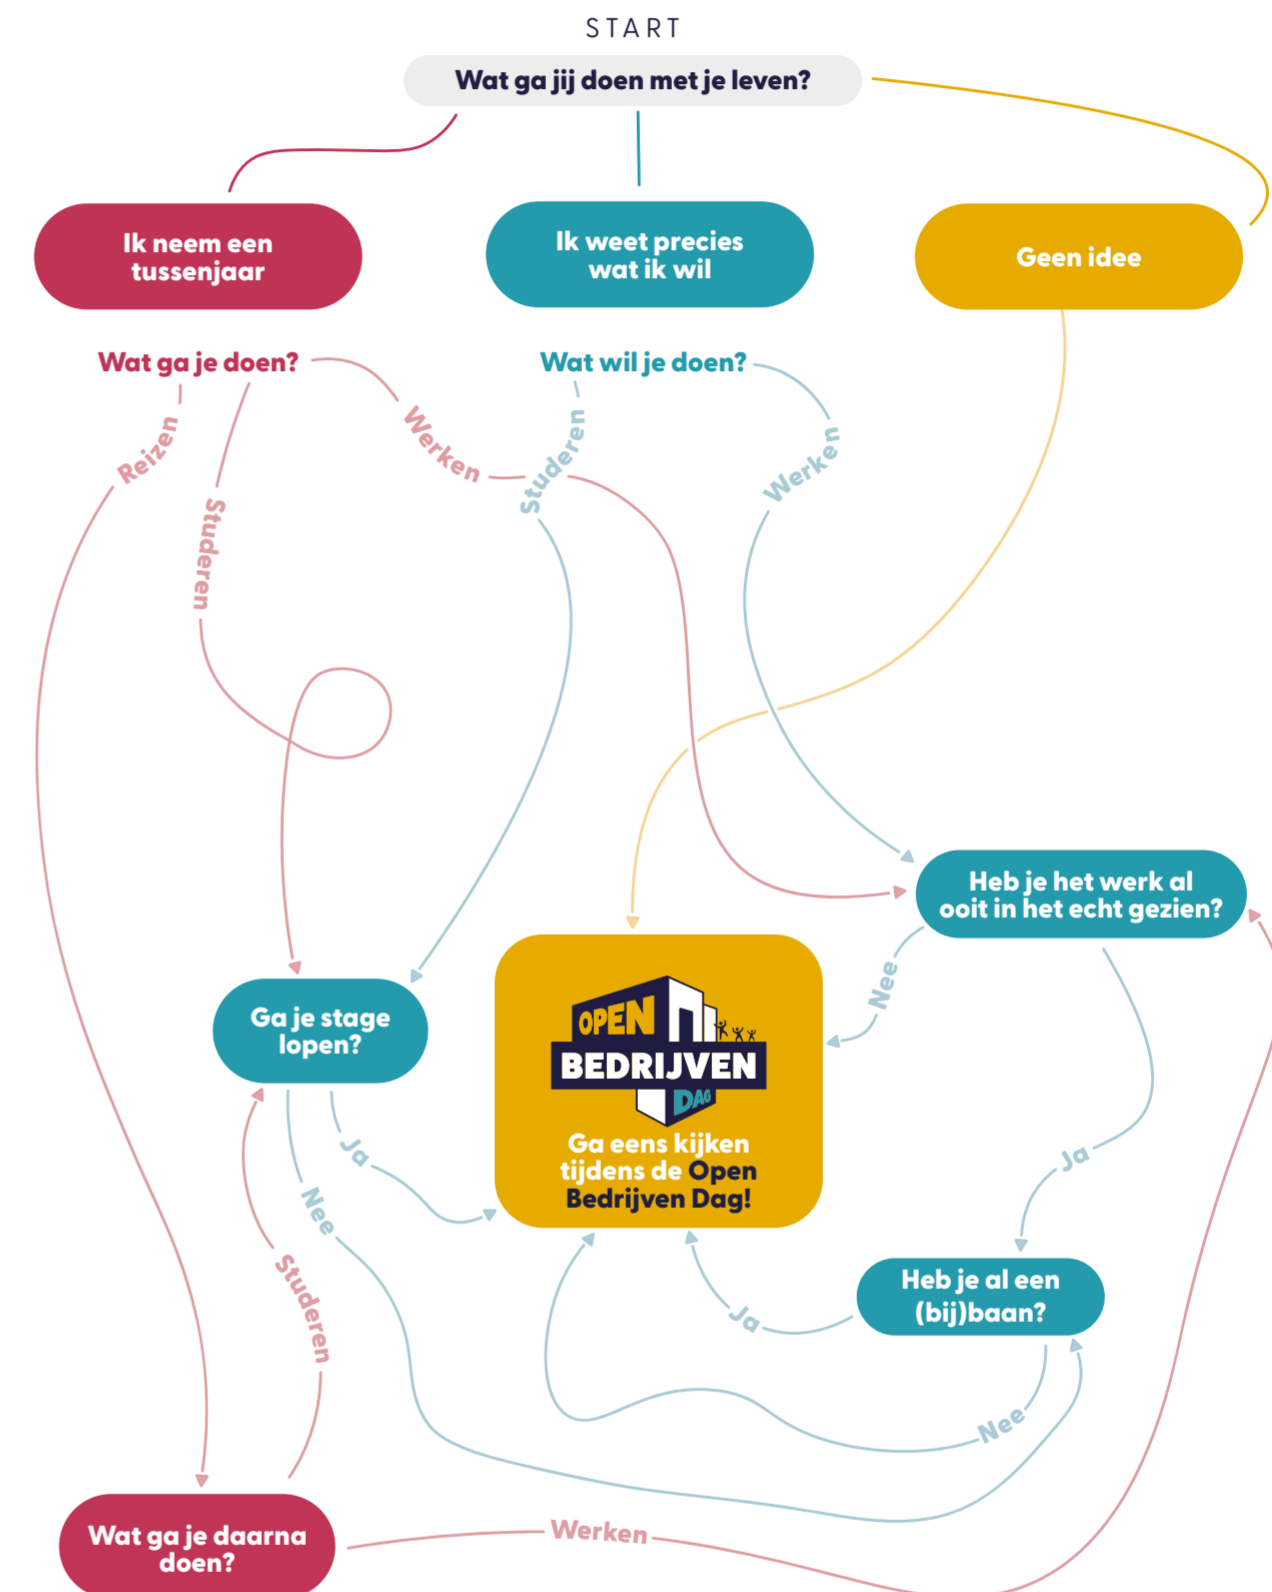 START
Wat ga jij doen met je leven?
Ik neem een
tussenjaar
Ik weet precies
wat ik wil
Geen idee
Wat ga je doen?
Wat wil je doen?
Reizen
Studeren
Werken
Studeren
Werken
Heb je het werk al
ooit in het echt gezien?
Nee
Ja
Ga je stage
lopen?
OPEN
BEDRIJVEN
DAG
Ga eens kijken
tijdens de Open
Bedrijven Dag!
Ja
Nee
Studeren
Heb je al een
(bij)baan?
Ja
Nee
Wat ga je daarna
doen?
Werken